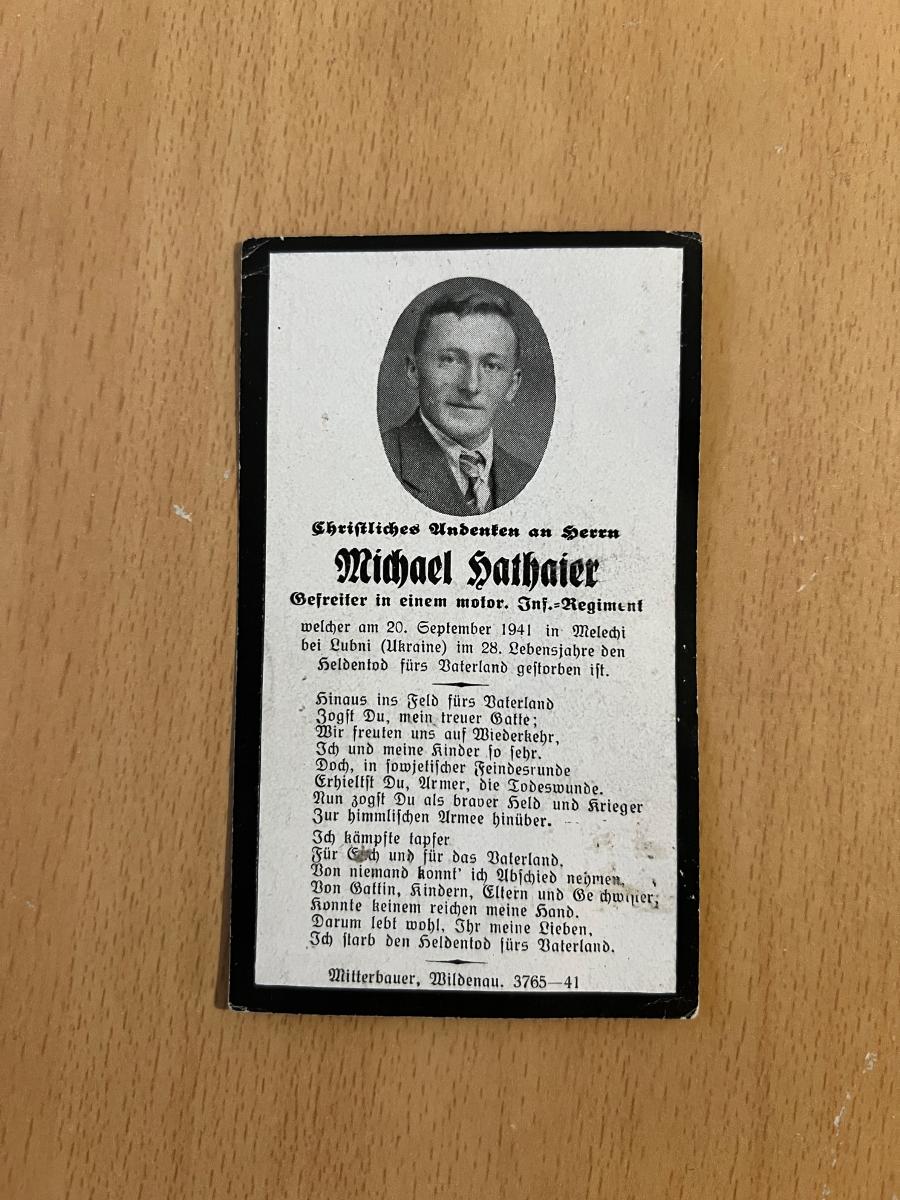 Christliches Andenken an Herrn
Michael Hathaier
Gefreiter in einem motor. Inf.-Regiment
welcher am 20. September 1941 in Melechi
bei Lubni (Ukraine) im 28. Lebensjahre den
Heldentod fürs Vaterland gestorben ist.
Hinaus ins Feld fürs Vaterland
Zogst Du, mein treuer Gatte;
Wir freuten uns auf Wiederkehr,
Ich und meine Kinder so sehr.
Doch, in sowjetischer Feindesrunde
Erhieltst Du, Armer, die Todeswunde.
Nun zogst Du als braver Held und Krieger
Zur himmlischen Armee hinüber.
Ich kämpfte tapfer
Für Euch und für das Vaterland,
Von niemand konnt' ich Abschied nehmen,
Von Gattin, Kindern, Eltern und
Konnte keinem reichen meine Hand.
Darum lebt wohl, Ihr meine Lieben,
Ich starb den Heldentod fürs Vaterland.
Mitterbauer, Wildenau. 3765—41